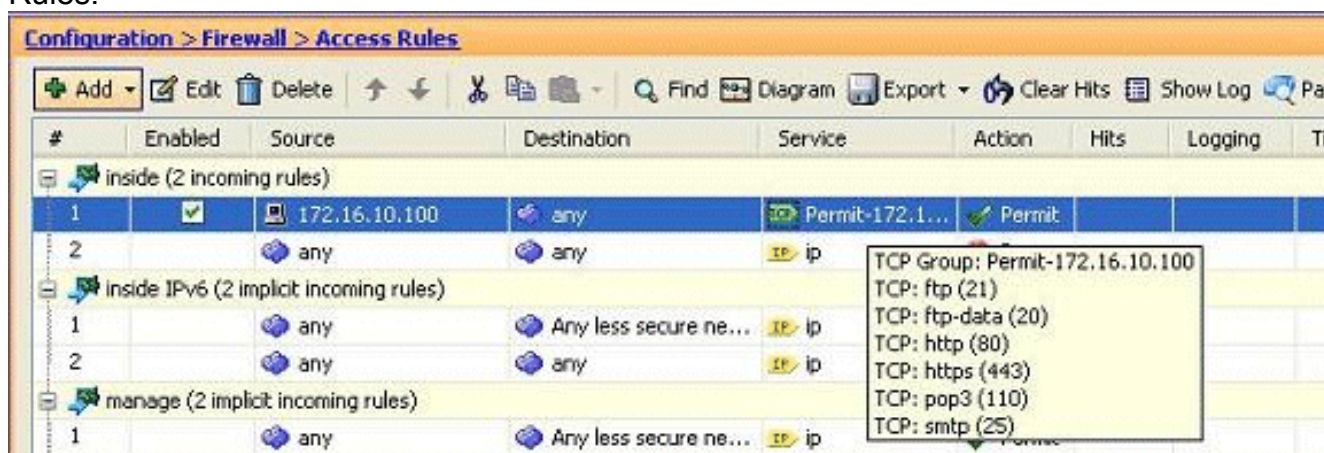 Rules.
Configuration > Firewall > Access Rules
Add Edit Delete Find Diagram Export Clear Hits Show Log Pa
# Enabled Source Destination Service Action Hits Logging
inside (2 incoming rules)
1 172.16.10.100 any Permit-172.1... Permit
2 any any ip
TCP Group: Permit-172.16.10.100
TCP: ftp (21)
TCP: ftp-data (20)
TCP: http (80)
TCP: https (443)
TCP: pop3 (110)
TCP: smtp (25)
inside IPv6 (2 implicit incoming rules)
1 any Any less secure ne... ip
2 any any ip
manage (2 implicit incoming rules)
1 any Any less secure ne... ip